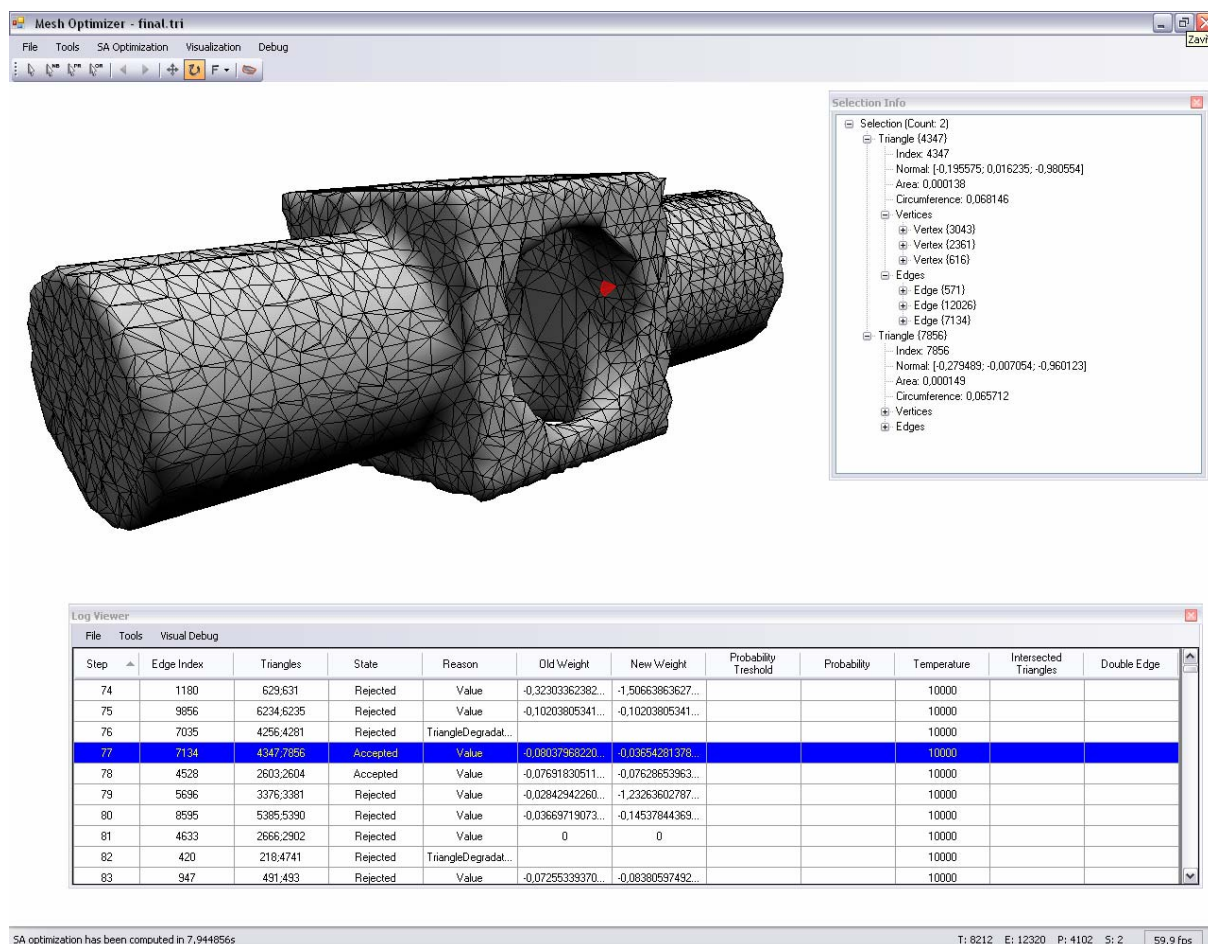 Mesh Optimizer - final.tri
Zavř
File Tools SA Optimization Visualization Debug
F
Selection Info
Selection (Count: 2)
Triangle {4347}
Index: 4347
Normal: [-0,195575; 0,016235; -0,980554]
Area: 0,000138
Circumference: 0,068146
Vertices
Vertex {3043}
Vertex {2361}
Vertex {616}
Edges
Edge {571}
Edge {12026}
Edge {7134}
Triangle {7856}
Index: 7856
Normal: [-0,279489; -0,007054; -0,960123]
Area: 0,000149
Circumference: 0,065712
Vertices
Edges
Log Viewer
File Tools Visual Debug
Step Edge Index Triangles State Reason Old Weight New Weight Probability Treshold Probability Temperature Intersected Triangles Double Edge
74 1180 629;631 Rejected Value -0,32303362382... -1,50663863627... 10000
75 9856 6234;6235 Rejected Value -0,10203805341... -0,10203805341... 10000
76 7035 4256;4281 Rejected TriangleDegradat... 10000
77 7134 4347;7856 Accepted Value -0,08037968220... -0,03654281378... 10000
78 4528 2603;2604 Accepted Value -0,07691830511... -0,07628653963... 10000
79 5696 3376;3381 Rejected Value -0,02842942260... -1,23263602787... 10000
80 8595 5385;5390 Rejected Value -0,03669719073... -0,14537844369... 10000
81 4633 2666;2902 Rejected Value 0 0 10000
82 420 218;4741 Rejected TriangleDegradat... 10000
83 947 491;493 Rejected Value -0,07255339370... -0,08380597492... 10000
SA optimization has been computed in 7,944856s T: 8212 E: 12320 P: 4102 S: 2 59,9 fps